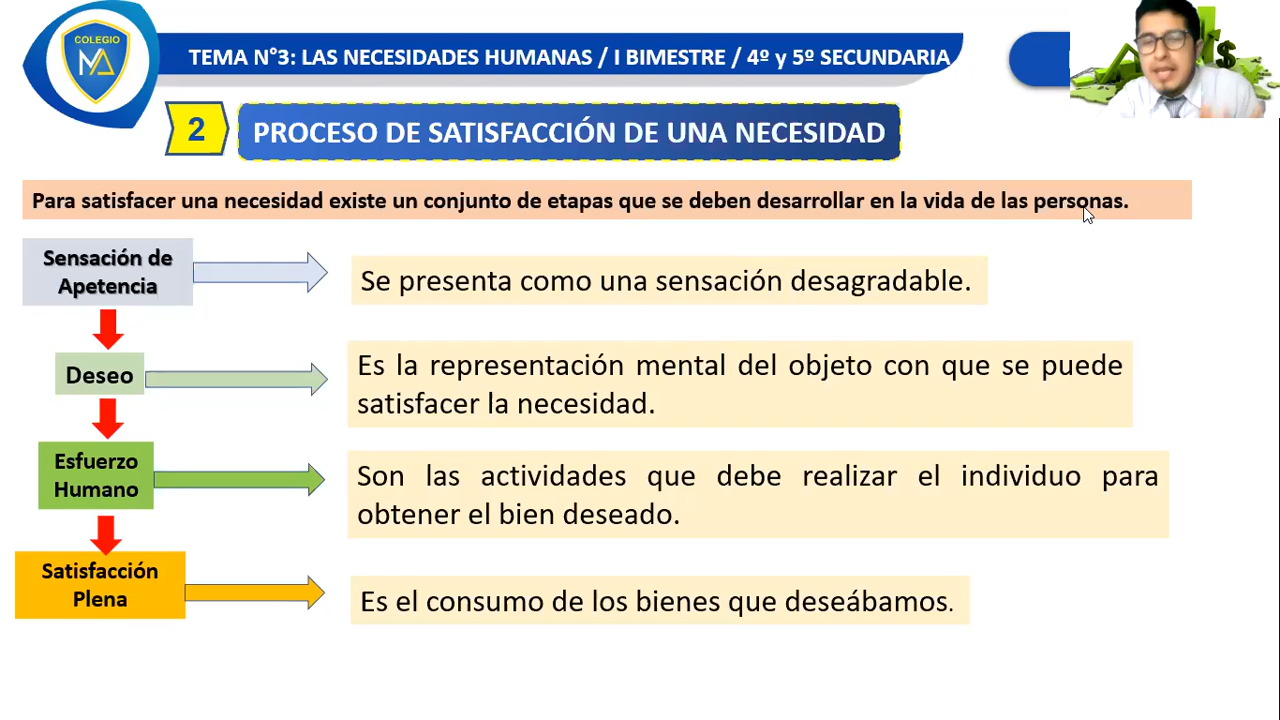 COLEGIO
MA
TEMA N°3: LAS NECESIDADES HUMANAS / I BIMESTRE / 4º y 5º SECUNDARIA
$
2
PROCESO DE SATISFACCIÓN DE UNA NECESIDAD
Para satisfacer una necesidad existe un conjunto de etapas que se deben desarrollar en la vida de las personas.
Sensación de
Apetencia
Se presenta como una sensación desagradable.
Deseo
Es la representación mental del objeto con que se puede
satisfacer la necesidad.
Esfuerzo
Humano
Son las actividades que debe realizar el individuo para
obtener el bien deseado.
Satisfacción
Plena
Es el consumo de los bienes que deseábamos.